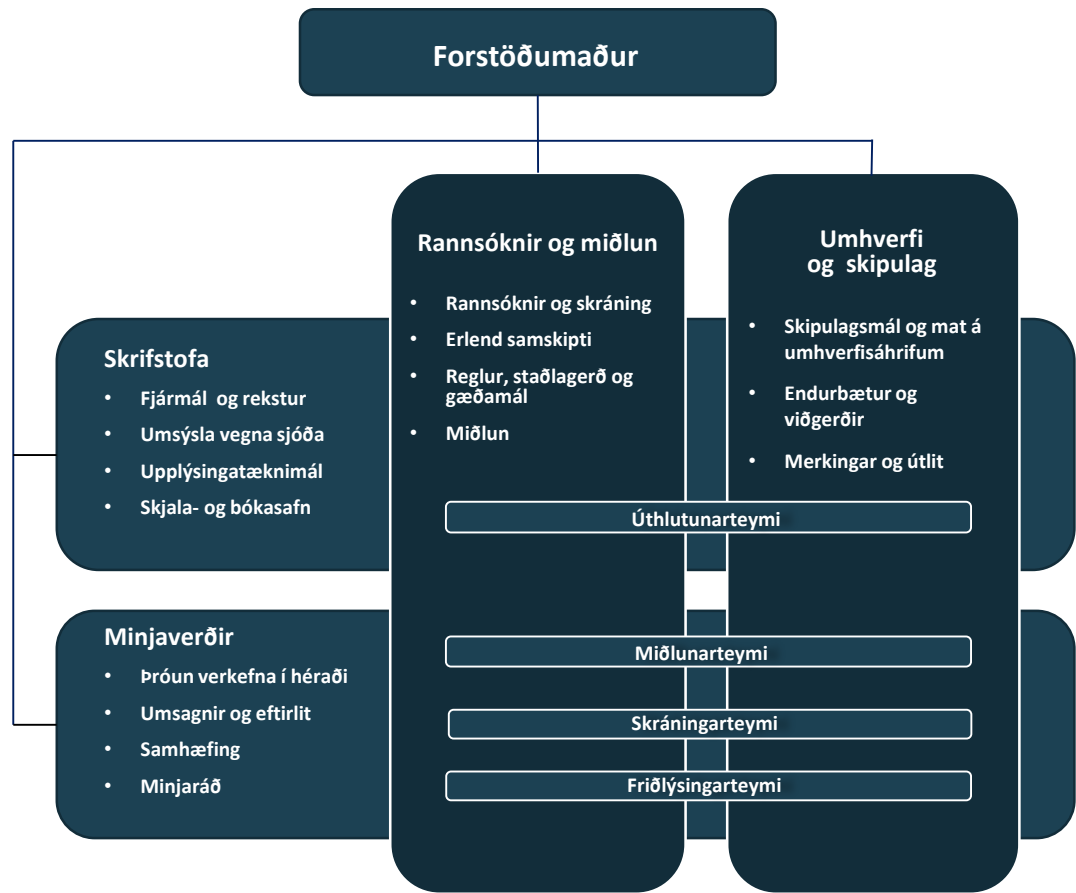 Forstöðumaður
Rannsóknir og miðlun
• Rannsóknir og skráning
• Erlend samskipti
• Reglur, staðlagerð og
gæðamál
• Miðlun
Umhverfi
og skipulag
• Skipulagsmál og mat á
umhverfisáhrifum
• Endurbætur og
viðgerðir
• Merkingar og útlit
Skrifstofa
• Fjármál og rekstur
• Umsýsla vegna sjóða
• Upplýsingatæknimál
• Skjala- og bókasafn
Úthlutunarteymi
Minjaverðir
• Þróun verkefna í héraði
• Umsagnir og eftirlit
• Samhæfing
• Minjaráð
Miðlunarteymi
Skráningarteymi
Friðlýsingarteymi